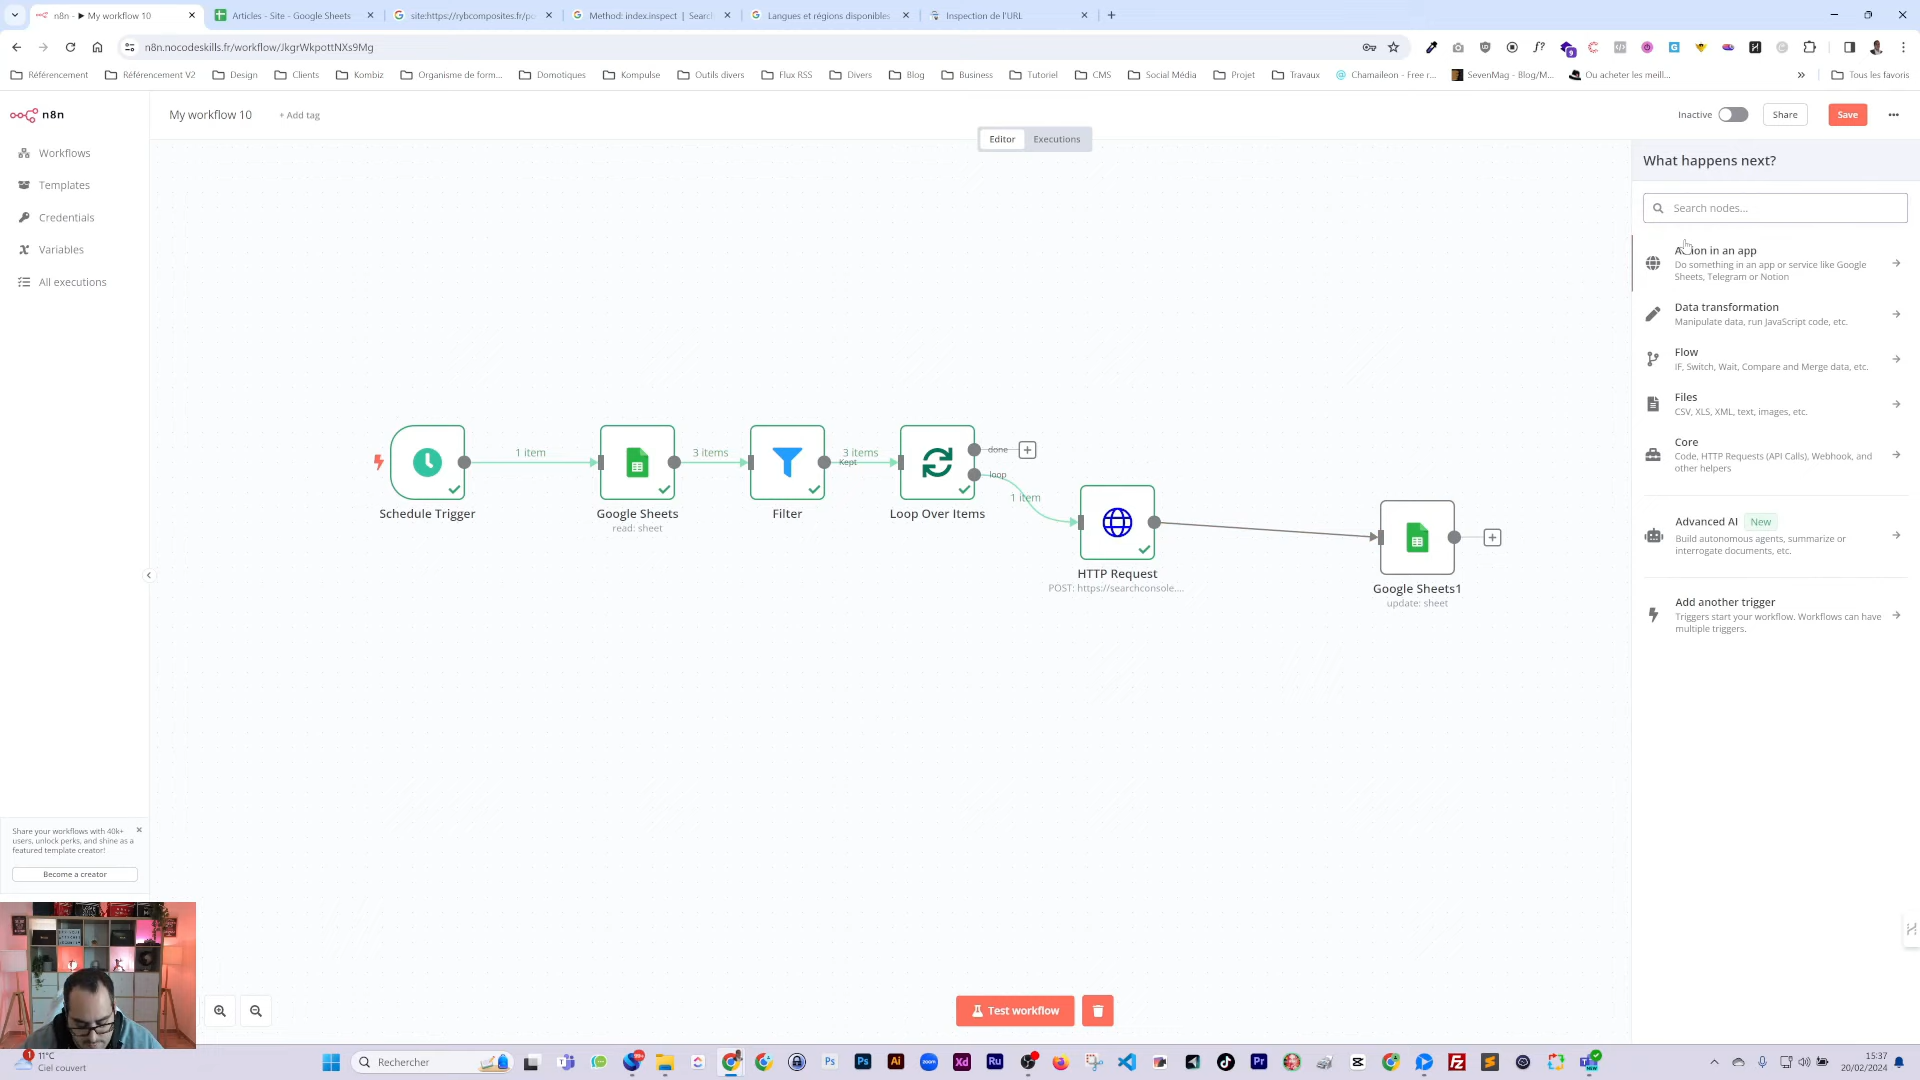 n8n - ▶ My workflow 10
Articles - Site - Google Sheets
site:https://rybcomposites.fr/po
Method: index.inspect | Search
Langues et régions disponibles
Inspection de l'URL
n8n.nocodeskills.fr/workflow/JkgrWkpottNXs9Mg
Référencement
Référencement V2
Design
Clients
Kombiz
Organisme de form...
Domotiques
Kompulse
Outils divers
Flux RSS
Divers
Blog
Business
Tutoriel
CMS
Social Média
Projet
Travaux
Chamaileon - Free r...
SevenMag - Blog/M...
Ou acheter les meill...
Tous les favoris
n8n
My workflow 10
+ Add tag
Inactive
Share
Save
Editor
Executions
Workflows
Templates
Credentials
Variables
All executions
What happens next?
Search nodes...
Action in an app
Do something in an app or service like Google
Sheets, Telegram or Notion
Data transformation
Manipulate data, run JavaScript code, etc.
Flow
IF, Switch, Wait, Compare and Merge data, etc.
Files
CSV, XLS, XML, text, images, etc.
Core
Code, HTTP Requests (API Calls), Webhook, and
other helpers
Advanced AI
New
Build autonomous agents, summarize or
interrogate documents, etc.
Add another trigger
Triggers start your workflow. Workflows can have
multiple triggers.
1 item
3 items
3 items
Kept
done
loop
1 item
Schedule Trigger
Google Sheets
read: sheet
Filter
Loop Over Items
HTTP Request
POST: https://searchconsole....
Google Sheets1
update: sheet
Share your workflows with 40k+
users, unlock perks, and shine as a
featured template creator!
Become a creator
Test workflow
11°C
Ciel couvert
Rechercher
15:37
20/02/2024